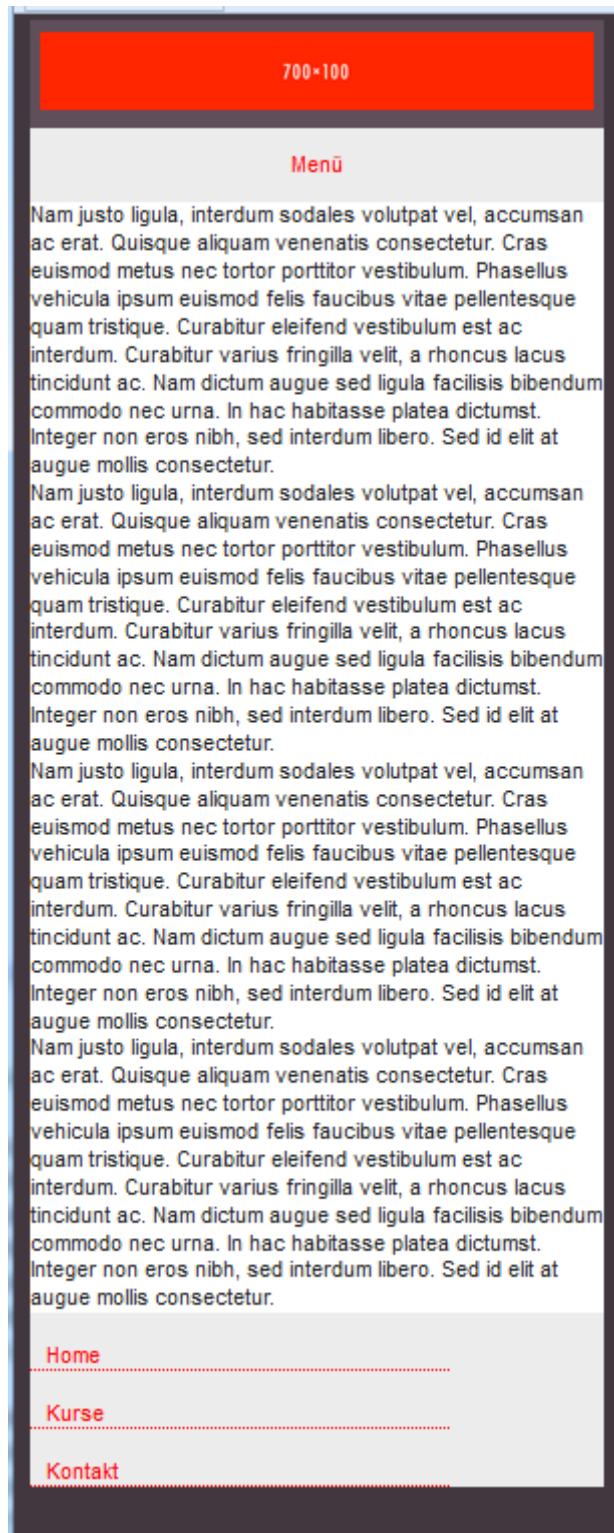 700×100
Menü
Nam justo ligula, interdum sodales volutpat vel, accumsan
ac erat. Quisque aliquam venenatis consectetur. Cras
euismod metus nec tortor porttitor vestibulum. Phasellus
vehicula ipsum euismod felis faucibus vitae pellentesque
quam tristique. Curabitur eleifend vestibulum est ac
interdum. Curabitur varius fringilla velit, a rhoncus lacus
tincidunt ac. Nam dictum augue sed ligula facilisis bibendum
commodo nec urna. In hac habitasse platea dictumst.
Integer non eros nibh, sed interdum libero. Sed id elit at
augue mollis consectetur.
Nam justo ligula, interdum sodales volutpat vel, accumsan
ac erat. Quisque aliquam venenatis consectetur. Cras
euismod metus nec tortor porttitor vestibulum. Phasellus
vehicula ipsum euismod felis faucibus vitae pellentesque
quam tristique. Curabitur eleifend vestibulum est ac
interdum. Curabitur varius fringilla velit, a rhoncus lacus
tincidunt ac. Nam dictum augue sed ligula facilisis bibendum
commodo nec urna. In hac habitasse platea dictumst.
Integer non eros nibh, sed interdum libero. Sed id elit at
augue mollis consectetur.
Nam justo ligula, interdum sodales volutpat vel, accumsan
ac erat. Quisque aliquam venenatis consectetur. Cras
euismod metus nec tortor porttitor vestibulum. Phasellus
vehicula ipsum euismod felis faucibus vitae pellentesque
quam tristique. Curabitur eleifend vestibulum est ac
interdum. Curabitur varius fringilla velit, a rhoncus lacus
tincidunt ac. Nam dictum augue sed ligula facilisis bibendum
commodo nec urna. In hac habitasse platea dictumst.
Integer non eros nibh, sed interdum libero. Sed id elit at
augue mollis consectetur.
Nam justo ligula, interdum sodales volutpat vel, accumsan
ac erat. Quisque aliquam venenatis consectetur. Cras
euismod metus nec tortor porttitor vestibulum. Phasellus
vehicula ipsum euismod felis faucibus vitae pellentesque
quam tristique. Curabitur eleifend vestibulum est ac
interdum. Curabitur varius fringilla velit, a rhoncus lacus
tincidunt ac. Nam dictum augue sed ligula facilisis bibendum
commodo nec urna. In hac habitasse platea dictumst.
Integer non eros nibh, sed interdum libero. Sed id elit at
augue mollis consectetur.
Home
Kurse
Kontakt